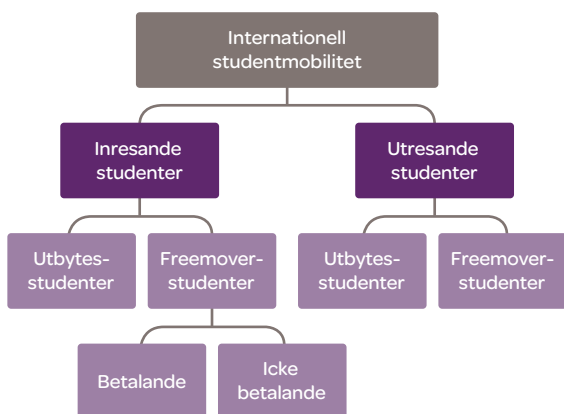 Internationell
studentmobilitet
Inresande
studenter
Utresande
studenter
Utbytes-
studenter
Freemover-
studenter
Utbytes-
studenter
Freemover-
studenter
Betalande
Icke
betalande